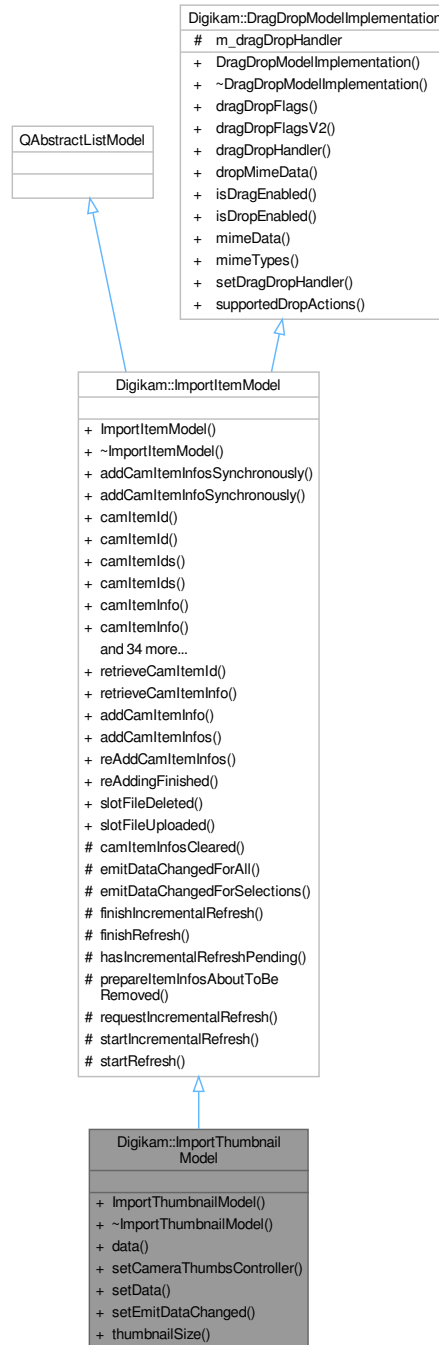 Digikam::DragDropModelImplementation
# m_dragDropHandler
+ DragDropModelImplementation()
+ ~DragDropModelImplementation()
+ dragDropFlags()
+ dragDropFlagsV2()
+ dragDropHandler()
+ dropMimeData()
+ isDragEnabled()
+ isDropEnabled()
+ mimeData()
+ mimeTypes()
+ setDragDropHandler()
+ supportedDropActions()
QAbstractListModel
Digikam::ImportItemModel
+ ImportItemModel()
+ ~ImportItemModel()
+ addCamItemInfosSynchronously()
+ addCamItemInfoSynchronously()
+ camItemId()
+ camItemId()
+ camItemIds()
+ camItemIds()
+ camItemInfo()
+ camItemInfo()
and 34 more...
+ retrieveCamItemId()
+ retrieveCamItemInfo()
+ addCamItemInfo()
+ addCamItemInfos()
+ reAddCamItemInfos()
+ reAddingFinished()
+ slotFileDeleted()
+ slotFileUploaded()
# camItemInfosCleared()
# emitDataChangedForAll()
# emitDataChangedForSelections()
# finishIncrementalRefresh()
# finishRefresh()
# hasIncrementalRefreshPending()
# prepareItemInfosAboutToBe
Removed()
# requestIncrementalRefresh()
# startIncrementalRefresh()
# startRefresh()
Digikam::ImportThumbnail
Model
+ ImportThumbnailModel()
+ ~ImportThumbnailModel()
+ data()
+ setCameraThumbsController()
+ setData()
+ setEmitDataChanged()
+ thumbnailSize()